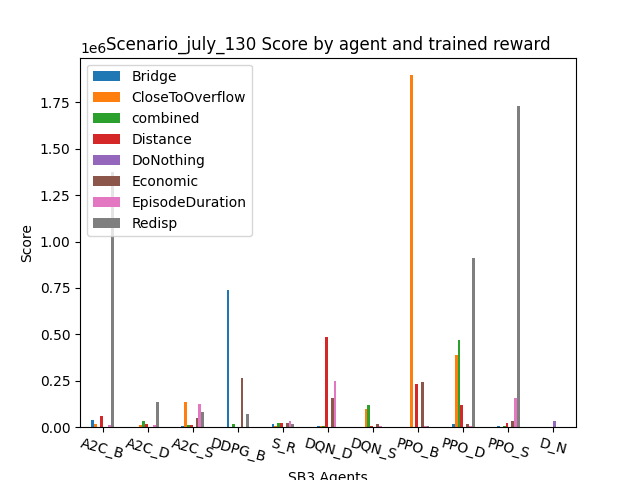 1e6
Scenario_july_130 Score by agent and trained reward
Bridge
CloseToOverflow
combined
Distance
DoNothing
Economic
EpisodeDuration
Redisp
1.75
1.50
1.25
1.00
0.75
0.50
0.25
0.00
Score
A2C_B
A2C_D
A2C_S
DDPG_B
S_R
DQN_D
DQN_S
PPO_B
PPO_D
PPO_S
D_N
SB3 Agents